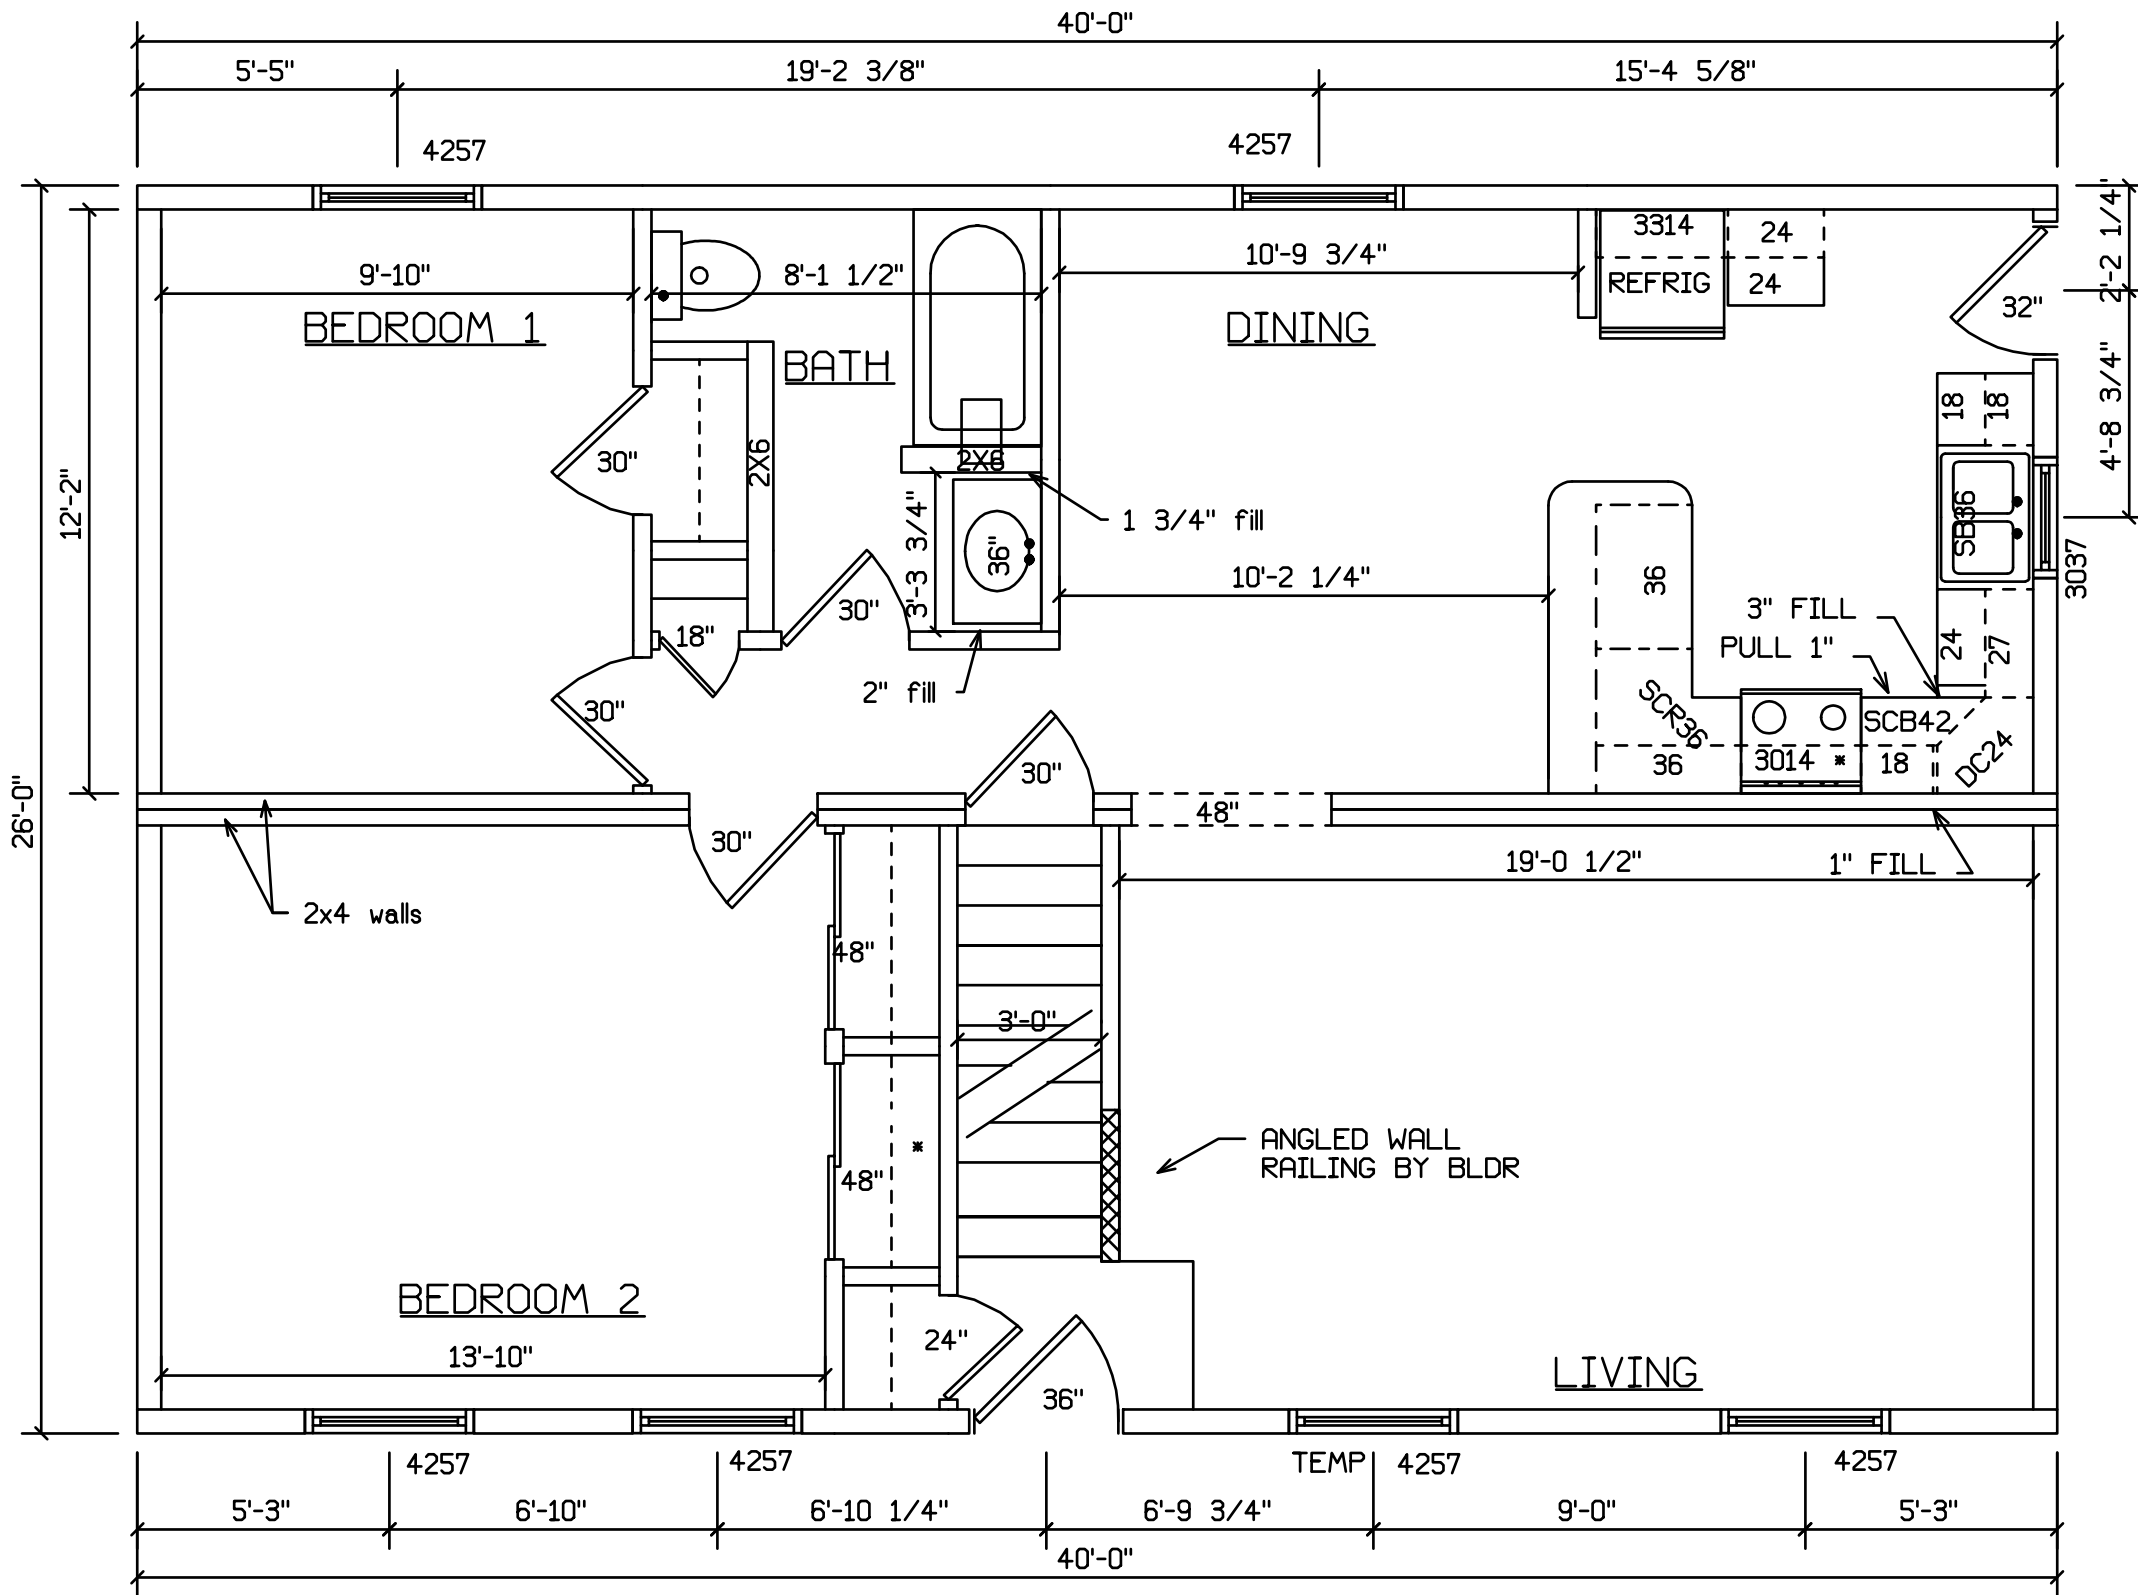 40'-0"
5'-5"
19'-2 3/8"
15'-4 5/8"
4257
4257
2'-2 1/4"
3314
24
10'-9 3/4"
9'-10"
8'-1 1/2"
REFRIG
24
32"
BEDROOM 1
DINING
BATH
4'-8 3/4"
18
18
30"
2X6
2X6
12'-2"
1 3/4" fill
SB36
3'-3 3/4"
36"
10'-2 1/4"
36
3037
30"
3" FILL
18"
PULL 1"
24
27
2" fill
30"
SCR36
SCB42
30"
36
3014
*
18
DC24
26'-0"
48"
30"
19'-0 1/2"
1" FILL
2x4 walls
48"
3'-0"
ANGLED WALL
RAILING BY BLDR
*
48"
BEDROOM 2
24"
13'-10"
LIVING
36"
4257
4257
TEMP
4257
4257
5'-3"
6'-10"
6'-10 1/4"
6'-9 3/4"
9'-0"
5'-3"
40'-0"